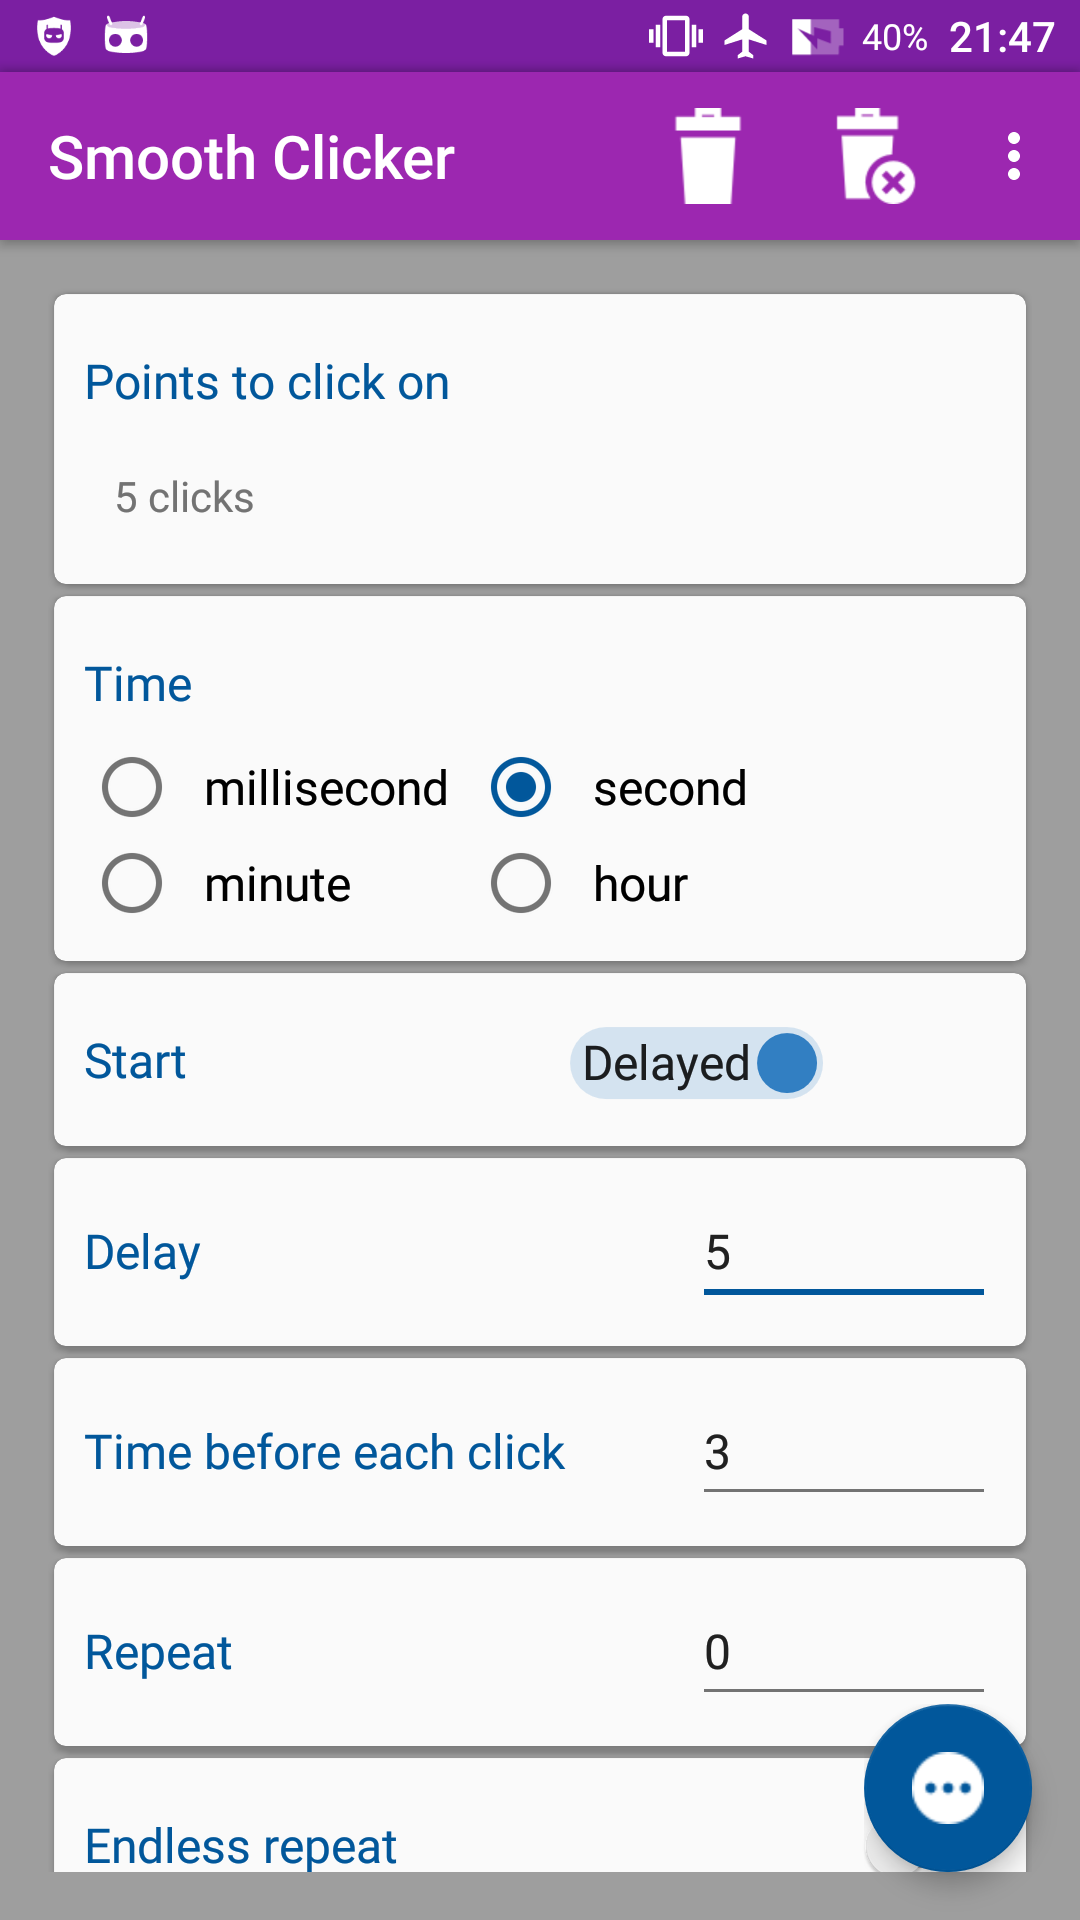 40% 21:47
Smooth Clicker
Points to click on
5 clicks
Time
millisecond second
minute hour
Start Delayed
Delay 5
Time before each click 3
Repeat 0
Endless repeat